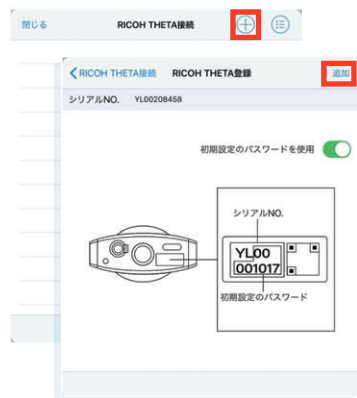 閉じる RICOH THETA接続
RICOH THETA接続 RICOH THETA登録 追加
シリアルNO. YL00208458
初期設定のパスワードを使用
シリアルNO.
YL00
001017
初期設定のパスワード